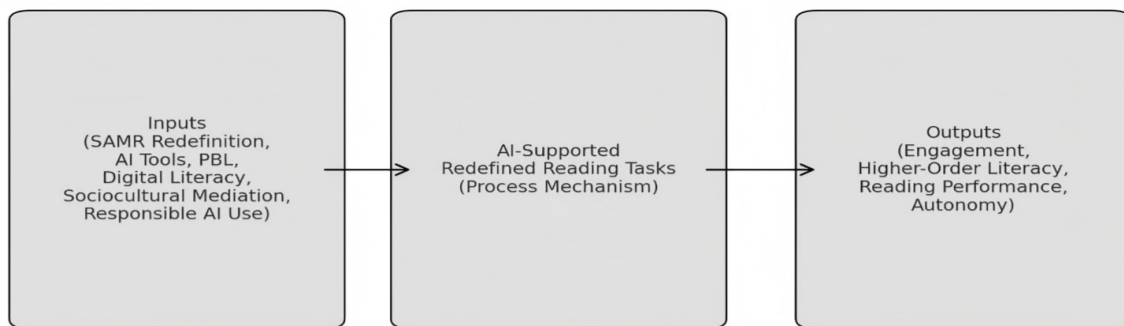 Inputs
(SAMR Redefinition,
AI Tools, PBL,
Digital Literacy,
Sociocultural Mediation,
Responsible AI Use)
AI-Supported
Redefined Reading Tasks
(Process Mechanism)
Outputs
(Engagement,
Higher-Order Literacy,
Reading Performance,
Autonomy)